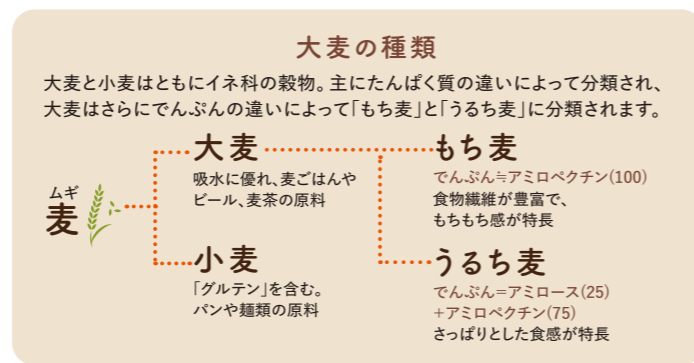 大麦の種類
大麦と小麦はともにイネ科の穀物。主にたんぱく質の違いによって分類され、
大麦はさらにでんぷんの違いによって「もち麦」と「うるち麦」に分類されます。
ムギ
麦
大麦
吸水に優れ、麦ごはんや
ビール、麦茶の原料
小麦
「グルテン」を含む。
パンや麺類の原料
もち麦
でんぷん≒アミロペクチン(100)
食物繊維が豊富で、
もちもち感が特長
うるち麦
でんぷん=アミロース(25)
+アミロペクチン(75)
さっぱりとした食感が特長